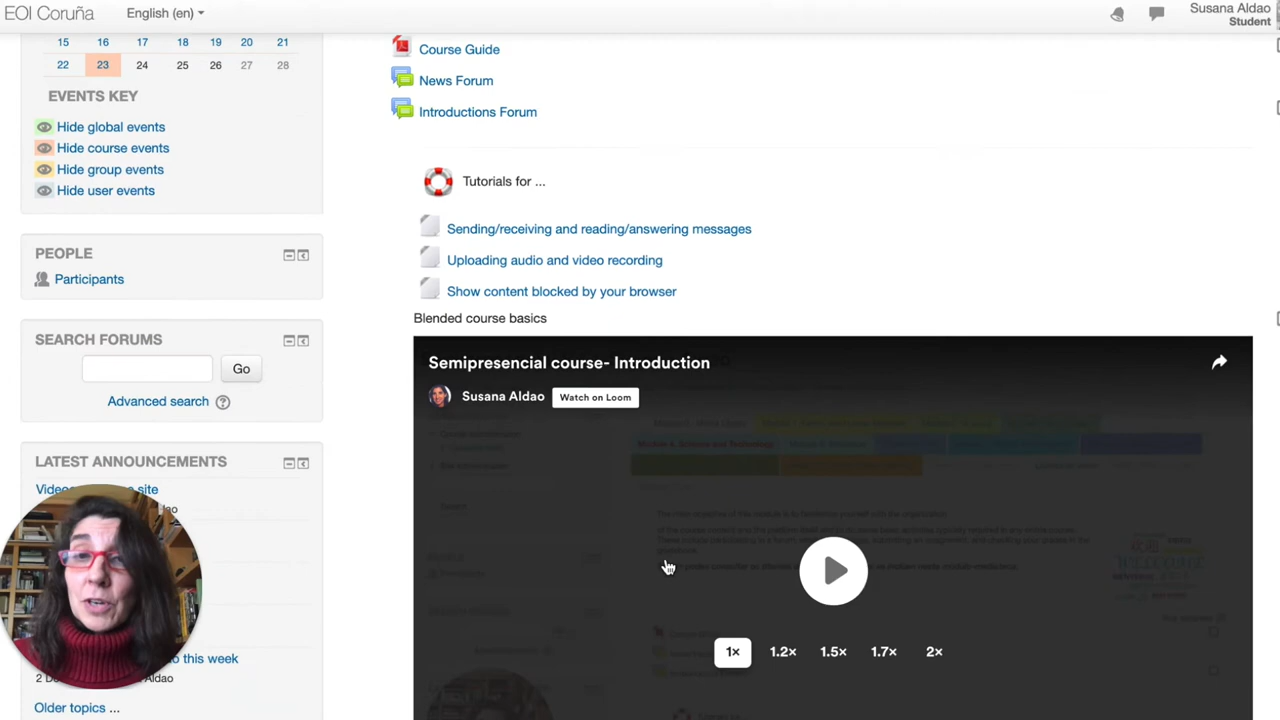 EOI Coruña
English (en)
Susana Aldao
Student
15 16 17 18 19 20 21
22 23 24 25 26 27 28
EVENTS KEY
Hide global events
Hide course events
Hide group events
Hide user events
PEOPLE
Participants
SEARCH FORUMS
Go
Advanced search
LATEST ANNOUNCEMENTS
site
this week
2 D
Aldao
Older topics ...
Course Guide
News Forum
Introductions Forum
Tutorials for ...
Sending/receiving and reading/answering messages
Uploading audio and video recording
Show content blocked by your browser
Blended course basics
Semipresencial course- Introduction
Susana Aldao
Watch on Loom
1× 1.2× 1.5× 1.7× 2×